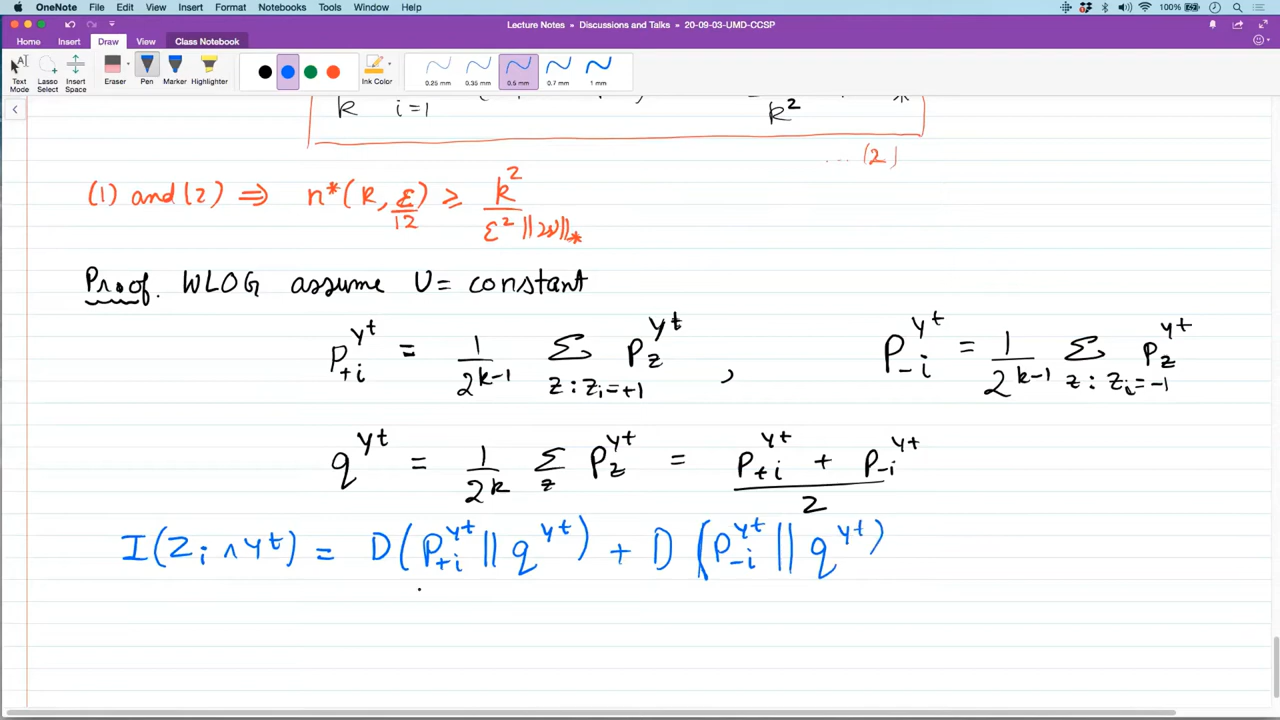 OneNote File Edit View Insert Format Notebooks Tools Window Help 100%
Lecture Notes › Discussions and Talks › 20-09-03-UMD-CCSP
Home Insert Draw View Class Notebook
Text Mode Lasso Select Insert Space Eraser Pen Marker Highlighter Ink Color 0.25 mm 0.35 mm 0.5 mm 0.7 mm 1 mm
k i=1 k² *
.... (2)
(1) and (2) ⇒ n*(k, ε/12) ≥ k²/(ε² ||W||_*)
Proof. WLOG assume U = constant
P_{+i}^{Y^t} = 1/2^{k-1} Σ_{z: z_i=+1} P_z^{Y^t} , P_{-i}^{Y^t} = 1/2^{k-1} Σ_{z: z_i=-1} P_z^{Y^t}
q^{Y^t} = 1/2^k Σ_z P_z^{Y^t} = (P_{+i}^{Y^t} + P_{-i}^{Y^t})/2
I(Z_i ∧ Y^t) = D(P_{+i}^{Y^t} || q^{Y^t}) + D(P_{-i}^{Y^t} || q^{Y^t})